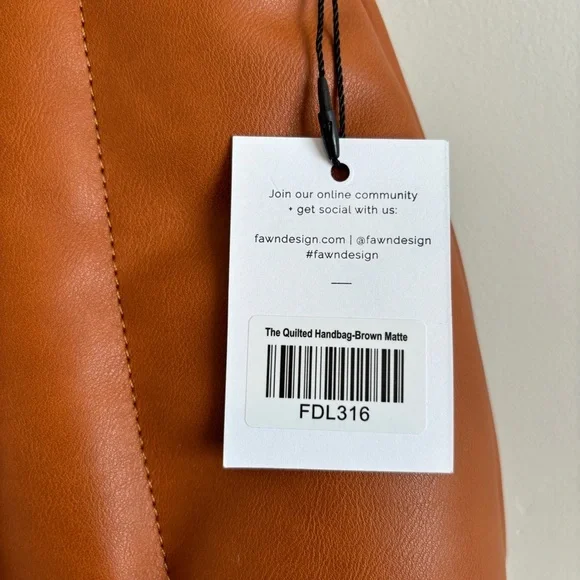 Join our online community
+ get social with us:
fawndesign.com | @fawndesign
#fawndesign
The Quilted Handbag-Brown Matte
FDL316